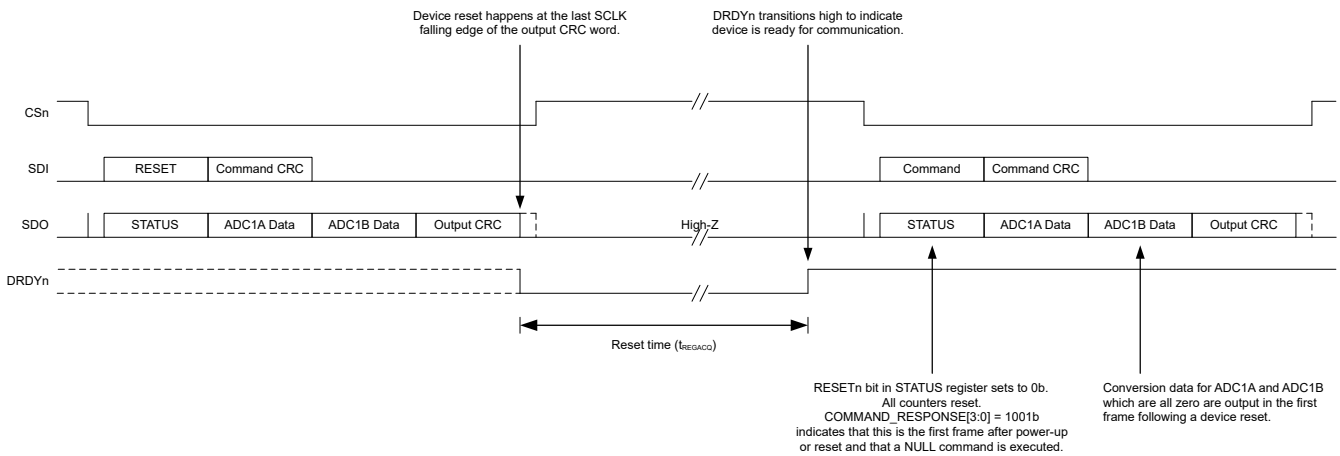 Device reset happens at the last SCLK
falling edge of the output CRC word.
DRDYn transitions high to indicate
device is ready for communication.
CSn
SDI
RESET
Command CRC
Command
Command CRC
SDO
STATUS
ADC1A Data
ADC1B Data
Output CRC
High-Z
STATUS
ADC1A Data
ADC1B Data
Output CRC
DRDYn
Reset time (tREGACQ)
RESETn bit in STATUS register sets to 0b.
All counters reset.
COMMAND_RESPONSE[3:0] = 1001b
indicates that this is the first frame after power-up
or reset and that a NULL command is executed.
Conversion data for ADC1A and ADC1B
which are all zero are output in the first
frame following a device reset.